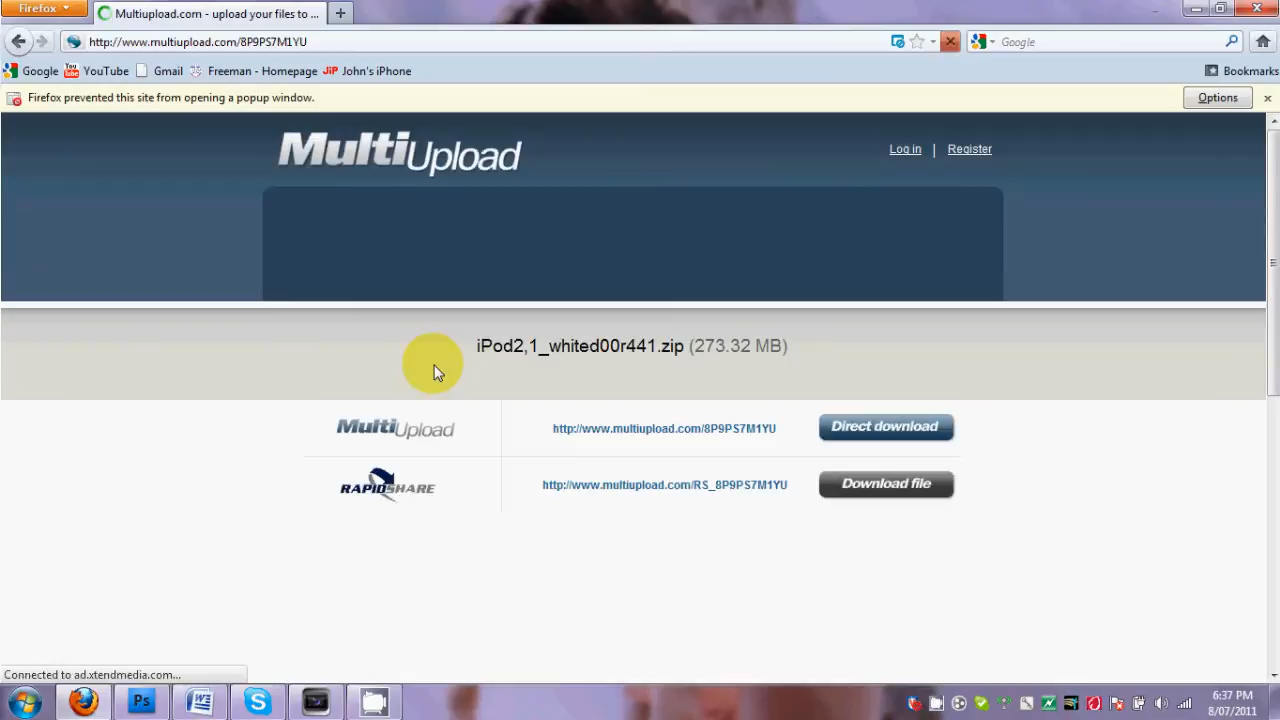 Firefox
Multiupload.com - upload your files to ...
http://www.multiupload.com/8P9PS7M1YU
Google
Google
YouTube
Gmail
Freeman - Homepage
JiP John's iPhone
Bookmarks
Firefox prevented this site from opening a popup window.
Options
MultiUpload
Log in | Register
iPod2,1_whited00r441.zip (273.32 MB)
MultiUpload
http://www.multiupload.com/8P9PS7M1YU
Direct download
RAPIDSHARE
http://www.multiupload.com/RS_8P9PS7M1YU
Download file
Connected to ad.xtendmedia.com...
Ps
6:37 PM
8/07/2011